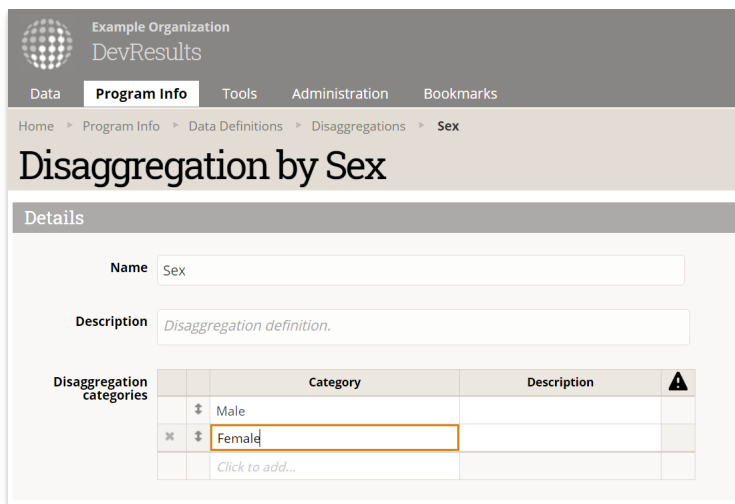 Example Organization
DevResults
Data Program Info Tools Administration Bookmarks
Home Program Info Data Definitions Disaggregations Sex
Disaggregation by Sex
Details
Name Sex
Description Disaggregation definition.
Disaggregation categories
Category Description
Male
Female
Click to add...